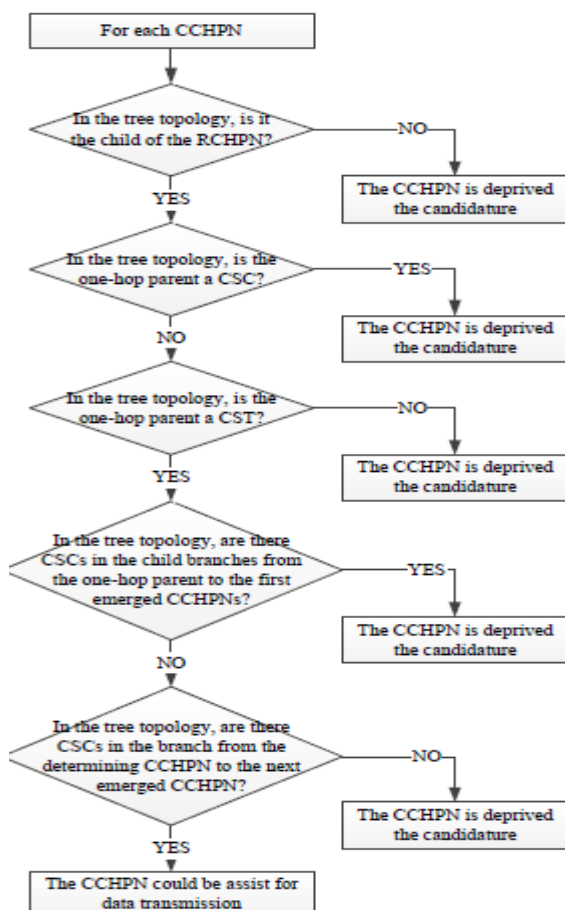 For each CCHPN
In the tree topology, is it
the child of the RCHPN?
NO
The CCHPN is deprived
the candidature
YES
In the tree topology, is the
one-hop parent a CSC?
YES
The CCHPN is deprived
the candidature
NO
In the tree topology, is the
one-hop parent a CST?
NO
The CCHPN is deprived
the candidature
YES
In the tree topology, are there
CSCs in the child branches from
the one-hop parent to the first
emerged CCHPNs?
YES
The CCHPN is deprived
the candidature
NO
In the tree topology, are there
CSCs in the branch from the
determining CCHPN to the next
emerged CCHPN?
NO
The CCHPN is deprived
the candidature
YES
The CCHPN could be assist for
data transmission